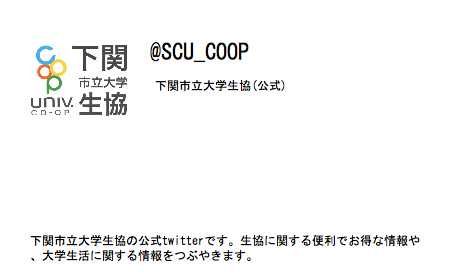 下関
市立大学
生協
coop
UNIV.
CO-OP
@SCU_COOP
下関市立大学生協(公式)
下関市立大学生協の公式twitterです。生協に関する便利でお得な情報や
、大学生活に関する情報をつぶやきます。